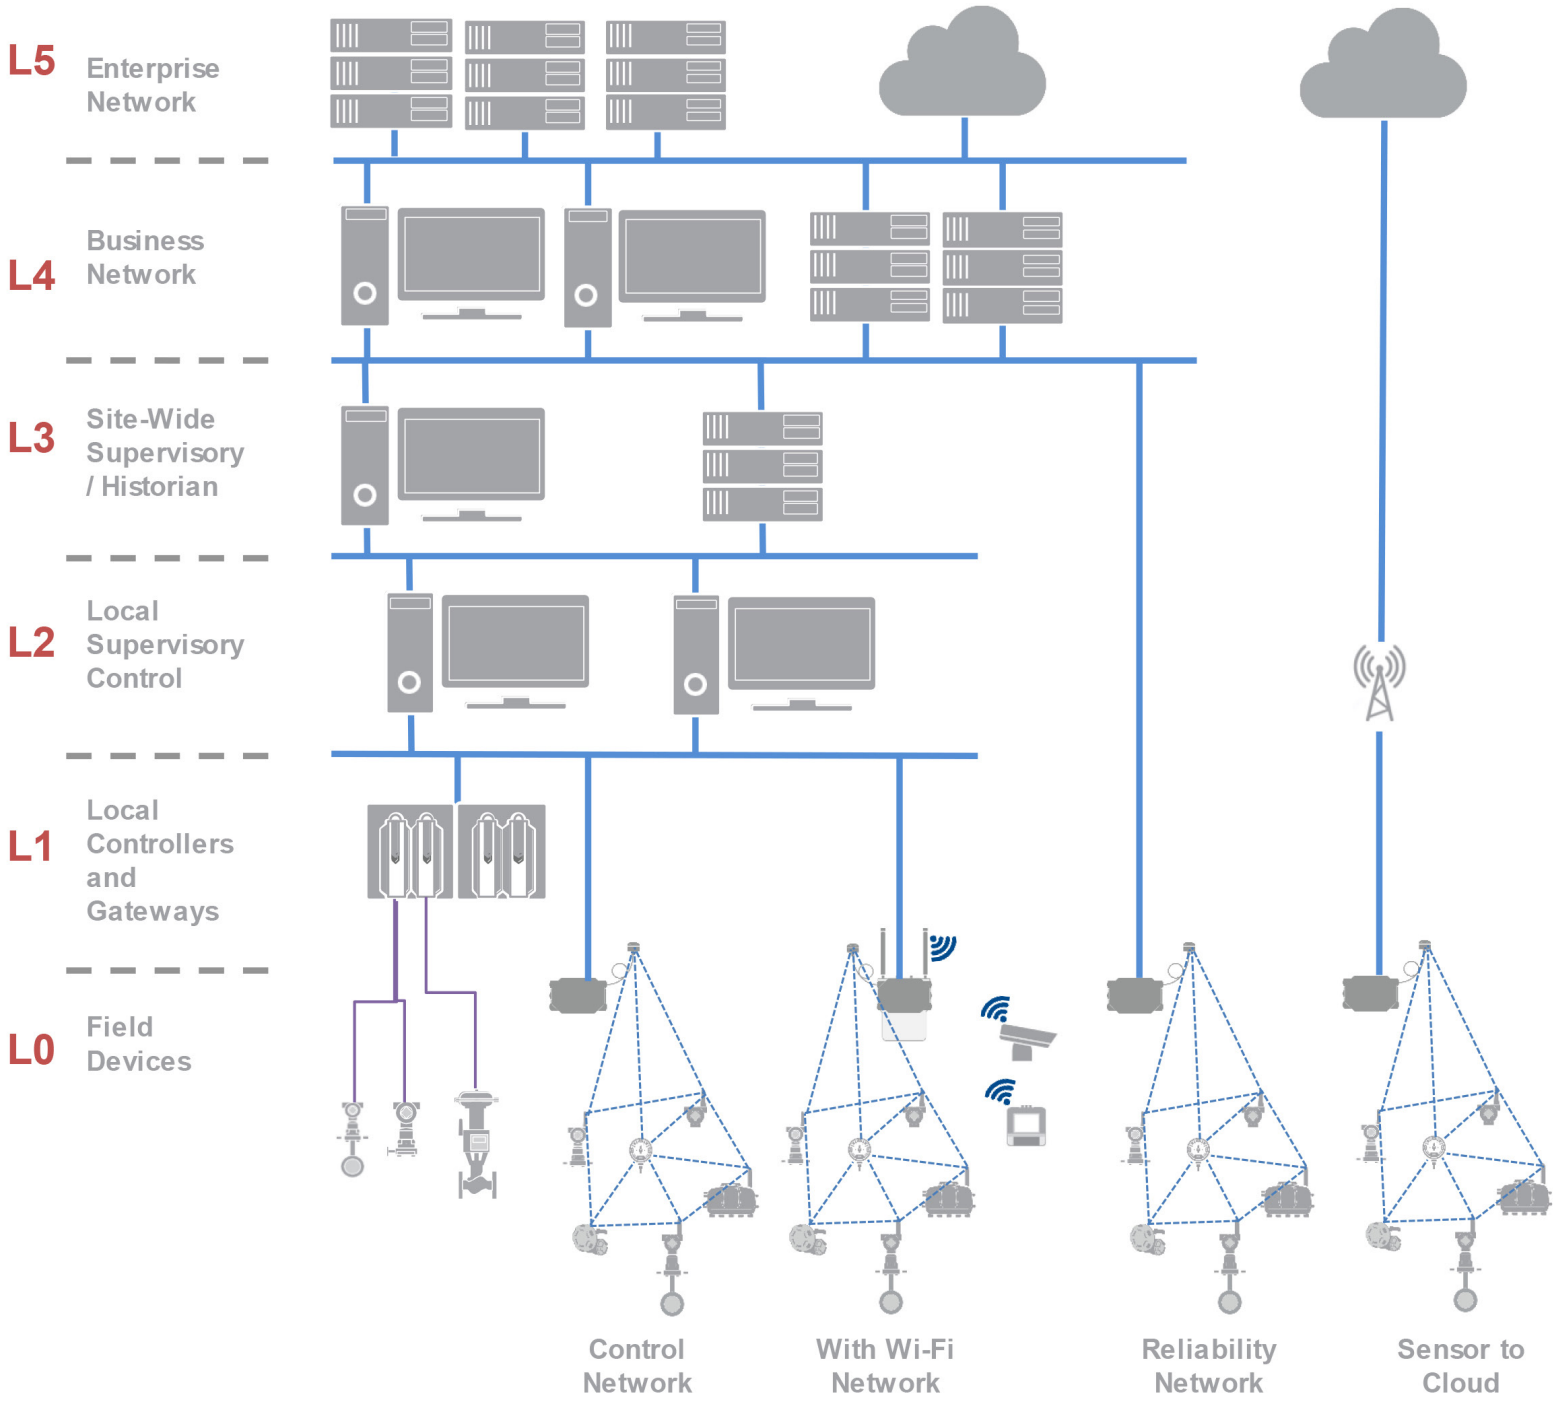 L5
Enterprise
Network
L4
Business
Network
L3
Site-Wide
Supervisory
/ Historian
L2
Local
Supervisory
Control
L1
Local
Controllers
and
Gateways
L0
Field
Devices
Control
Network
With Wi-Fi
Network
Reliability
Network
Sensor to
Cloud